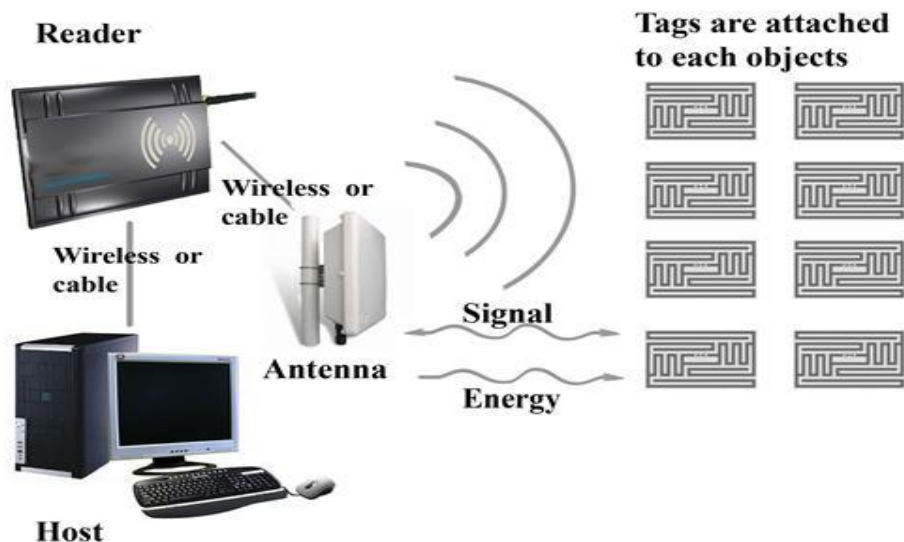 Reader
Tags are attached
to each objects
Wireless or
cable
Wireless or
cable
Signal
Antenna
Energy
Host